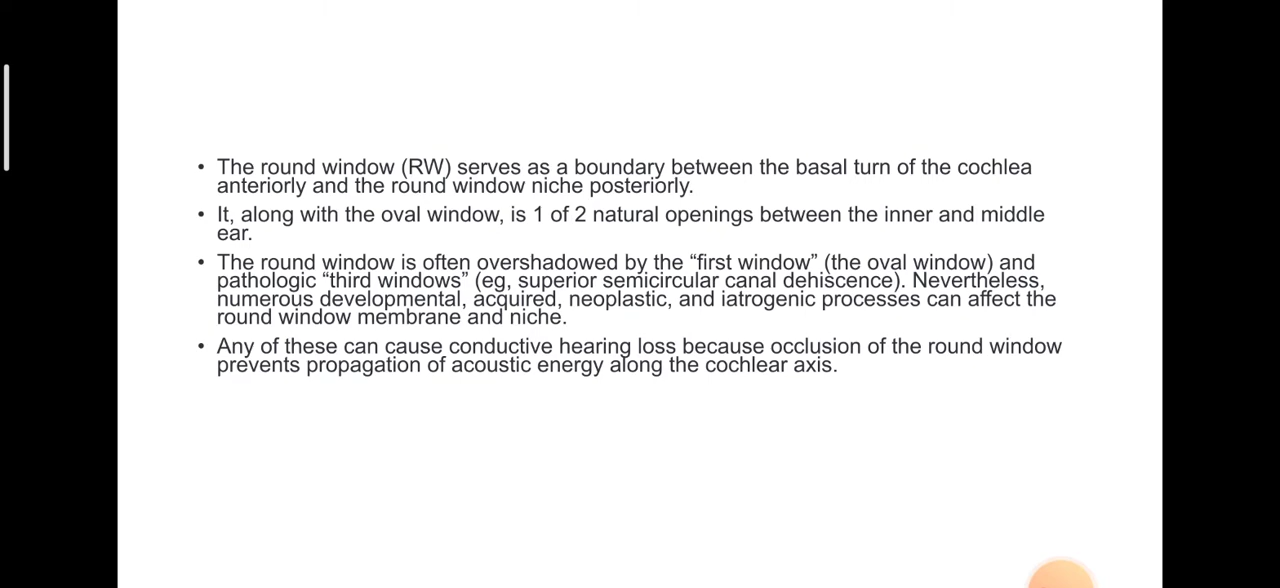 • The round window (RW) serves as a boundary between the basal turn of the cochlea
anteriorly and the round window niche posteriorly.
• It, along with the oval window, is 1 of 2 natural openings between the inner and middle
ear.
• The round window is often overshadowed by the “first window” (the oval window) and
pathologic “third windows” (eg, superior semicircular canal dehiscence). Nevertheless,
numerous developmental, acquired, neoplastic, and iatrogenic processes can affect the
round window membrane and niche.
• Any of these can cause conductive hearing loss because occlusion of the round window
prevents propagation of acoustic energy along the cochlear axis.